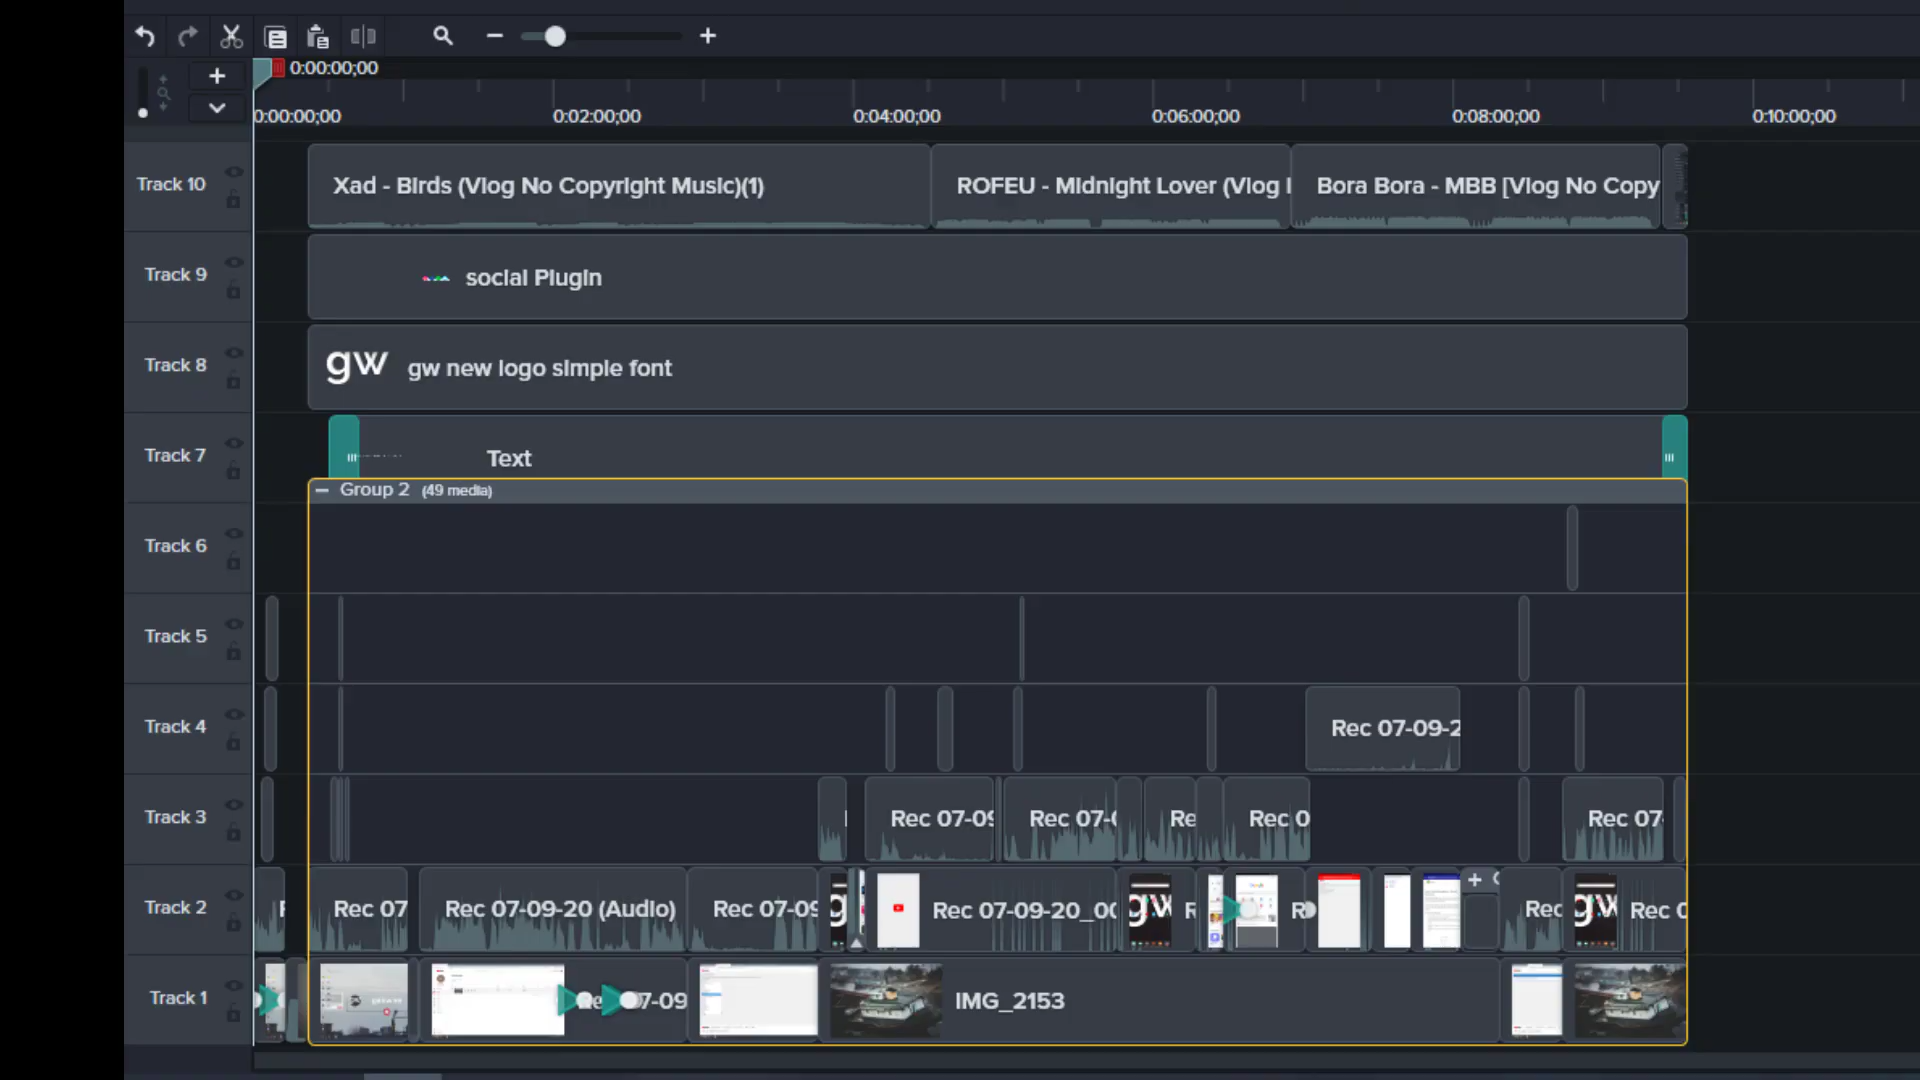 0:00:00;00
0:00:00;00 0:02:00;00 0:04:00;00 0:06:00;00 0:08:00;00 0:10:00;00
Track 10 Xad - Birds (Vlog No Copyright Music)(1) ROFEU - Midnight Lover (Vlog Bora Bora - MBB [Vlog No Copy
Track 9 social Plugin
Track 8 gw gw new logo simple font
Track 7 Text
Group 2 (49 media)
Track 6
Track 5
Track 4 Rec 07-09-2
Track 3 Rec 07-09 Rec 07-0 Re Rec 0 Rec 07
Track 2 Rec 07 Rec 07-09-20 (Audio) Rec 07-09 Rec 07-09-20_00 gw R R Rec gw Rec 0
Track 1 7-09 IMG_2153